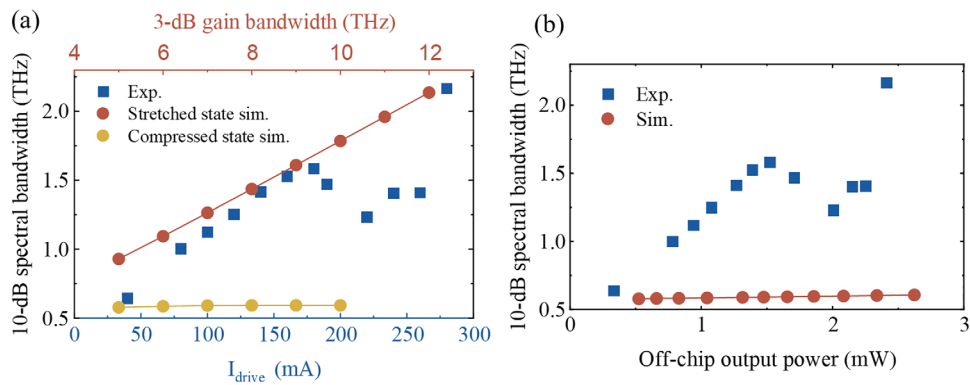 (a)
3-dB gain bandwidth (THz)
4 6 8 10 12
10-dB spectral bandwidth (THz)
2.0
1.5
1.0
0.5
Exp.
Stretched state sim.
Compressed state sim.
0 50 100 150 200 250 300
I_drive (mA)
(b)
10-dB spectral bandwidth (THz)
2.0
1.5
1.0
0.5
Exp.
Sim.
0 1 2 3
Off-chip output power (mW)